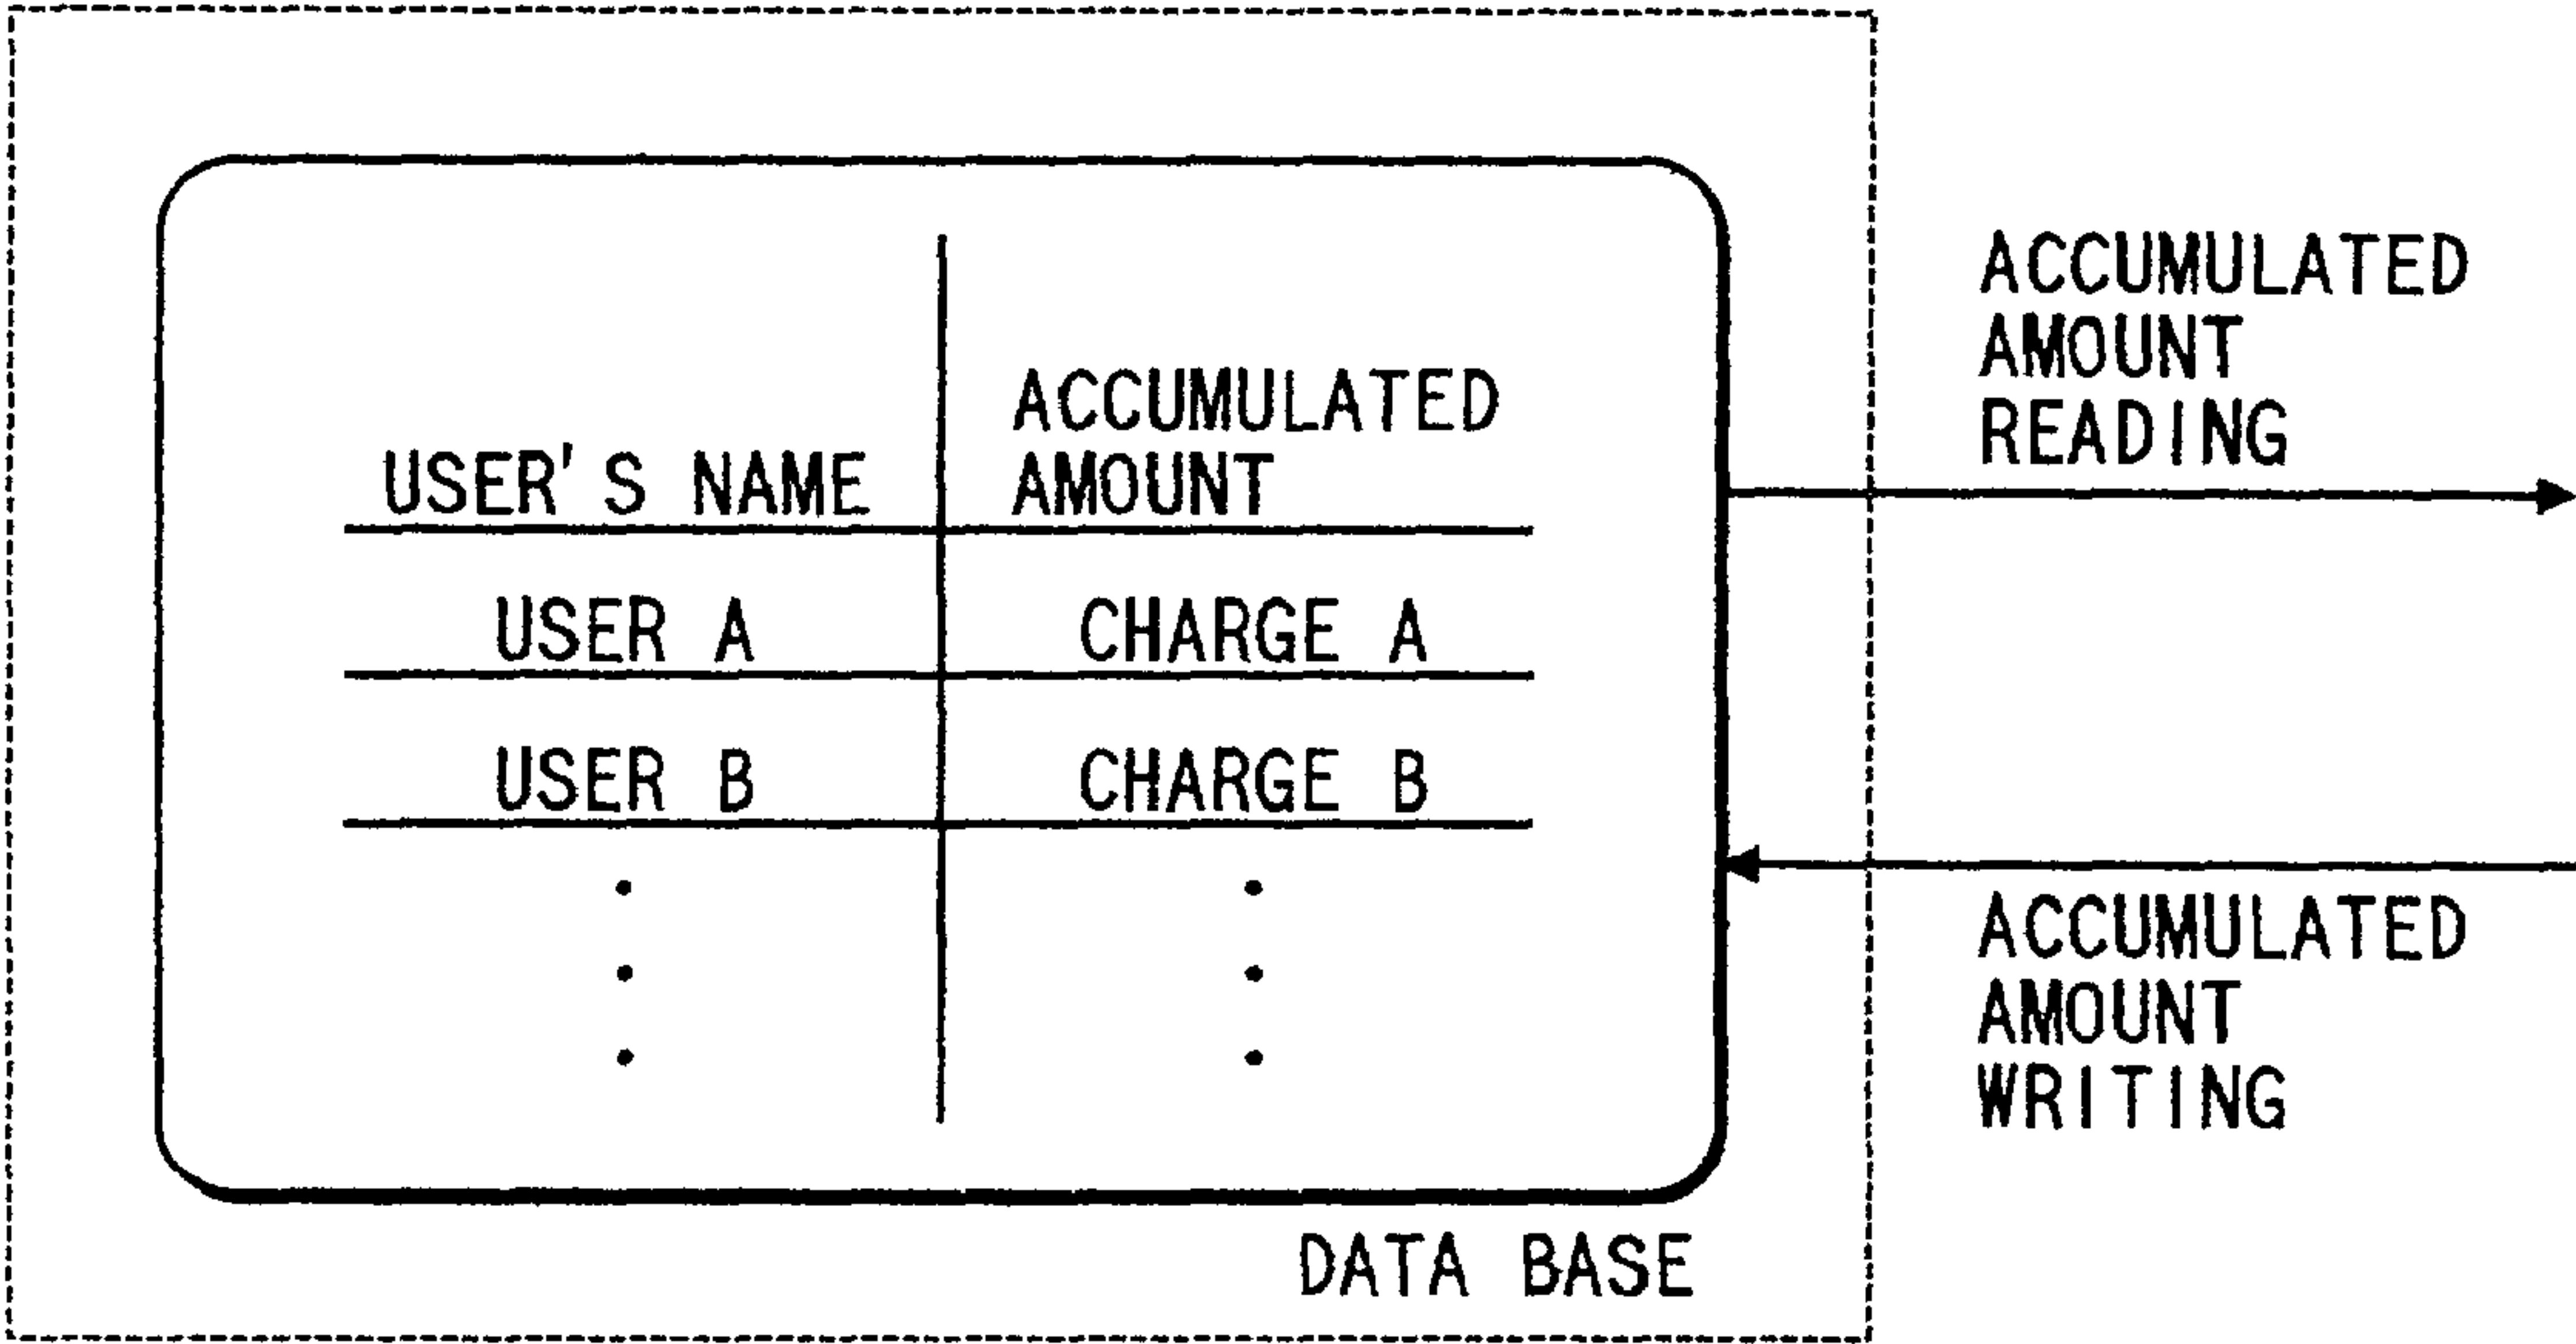 ACCUMULATED
AMOUNT
READING
ACCUMULATED
USER'S NAME AMOUNT
USER A CHARGE A
USER B CHARGE B
ACCUMULATED
AMOUNT
WRITING
DATA BASE